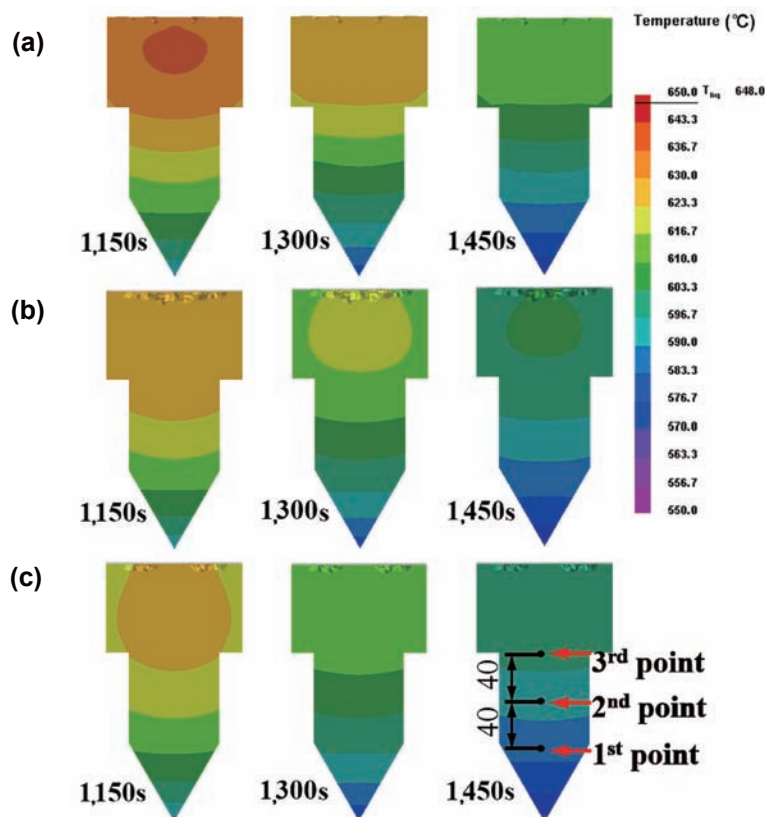 Temperature (℃)
(a)
650.0 T_liq 648.0
643.3
636.7
630.0
623.3
616.7
610.0
603.3
596.7
590.0
583.3
576.7
570.0
563.3
556.7
550.0
1,150s
1,300s
1,450s
(b)
1,150s
1,300s
1,450s
(c)
40
40
3rd point
2nd point
1st point
1,150s
1,300s
1,450s